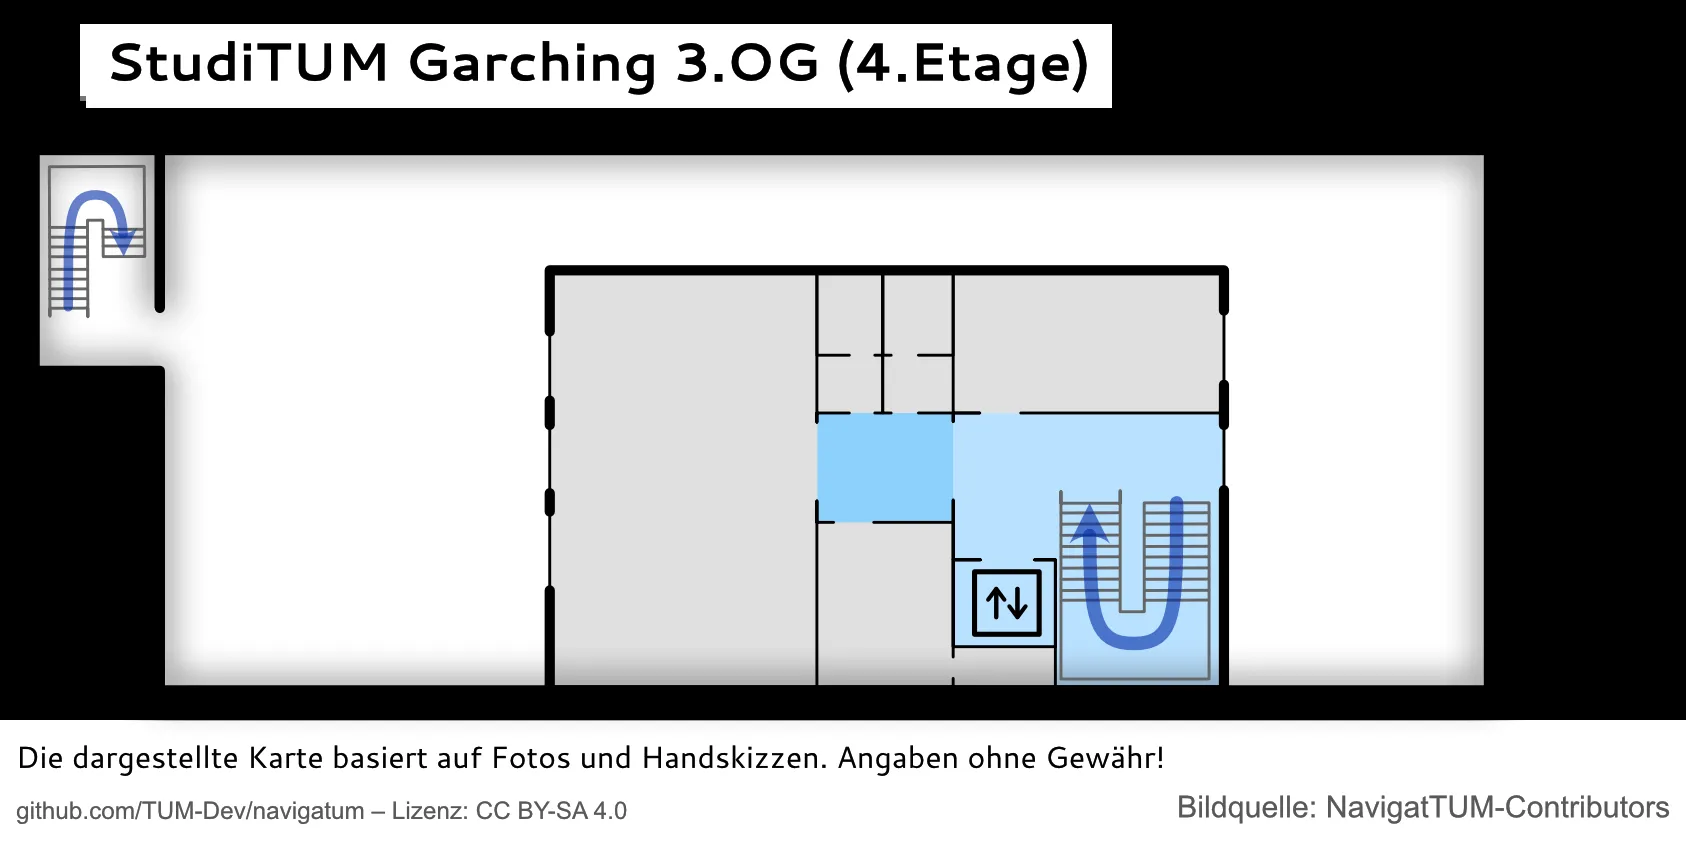 StudiTUM Garching 3.OG (4.Etage)
Die dargestellte Karte basiert auf Fotos und Handskizzen. Angaben ohne Gewähr!
github.com/TUM-Dev/navigatum – Lizenz: CC BY-SA 4.0
Bildquelle: NavigatTUM-Contributors